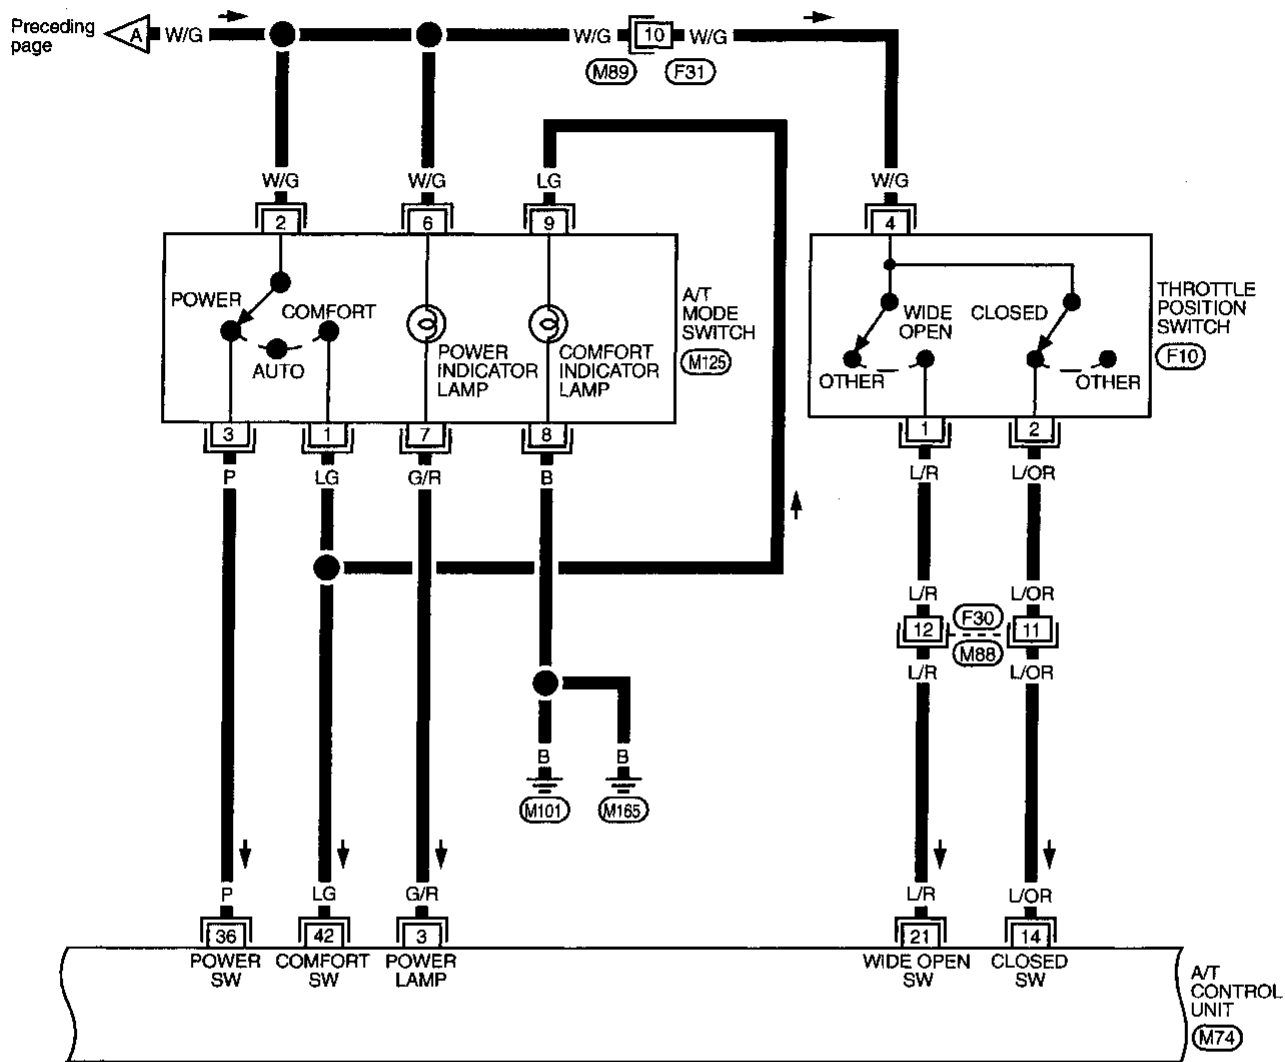 Preceding
page
A
W/G
W/G
10
W/G
M89
F31
W/G
W/G
LG
W/G
2
6
9
4
POWER
COMFORT
AUTO
POWER
INDICATOR
LAMP
COMFORT
INDICATOR
LAMP
A/T
MODE
SWITCH
M125
WIDE
OPEN
CLOSED
OTHER
OTHER
THROTTLE
POSITION
SWITCH
F10
3
1
7
8
1
2
P
LG
G/R
B
L/R
L/OR
L/R
L/OR
12
F30
M88
11
L/R
L/OR
B
B
M101
M165
P
LG
G/R
L/R
L/OR
36
42
3
21
14
POWER
SW
COMFORT
SW
POWER
LAMP
WIDE OPEN
SW
CLOSED
SW
A/T
CONTROL
UNIT
M74